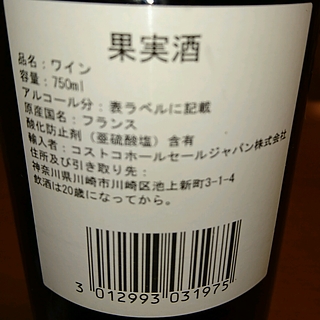 果実酒
品名：ワイン
容量：750ml
アルコール分：表ラベルに記載
原産国名：フランス
酸化防止剤（亜硫酸塩）含有
輸入者：コストコホールセールジャパン株式会社
住所及び引き取り先：
神奈川県川崎市川崎区池上新町3-1-4
飲酒は20歳になってから。
3 012993 031975